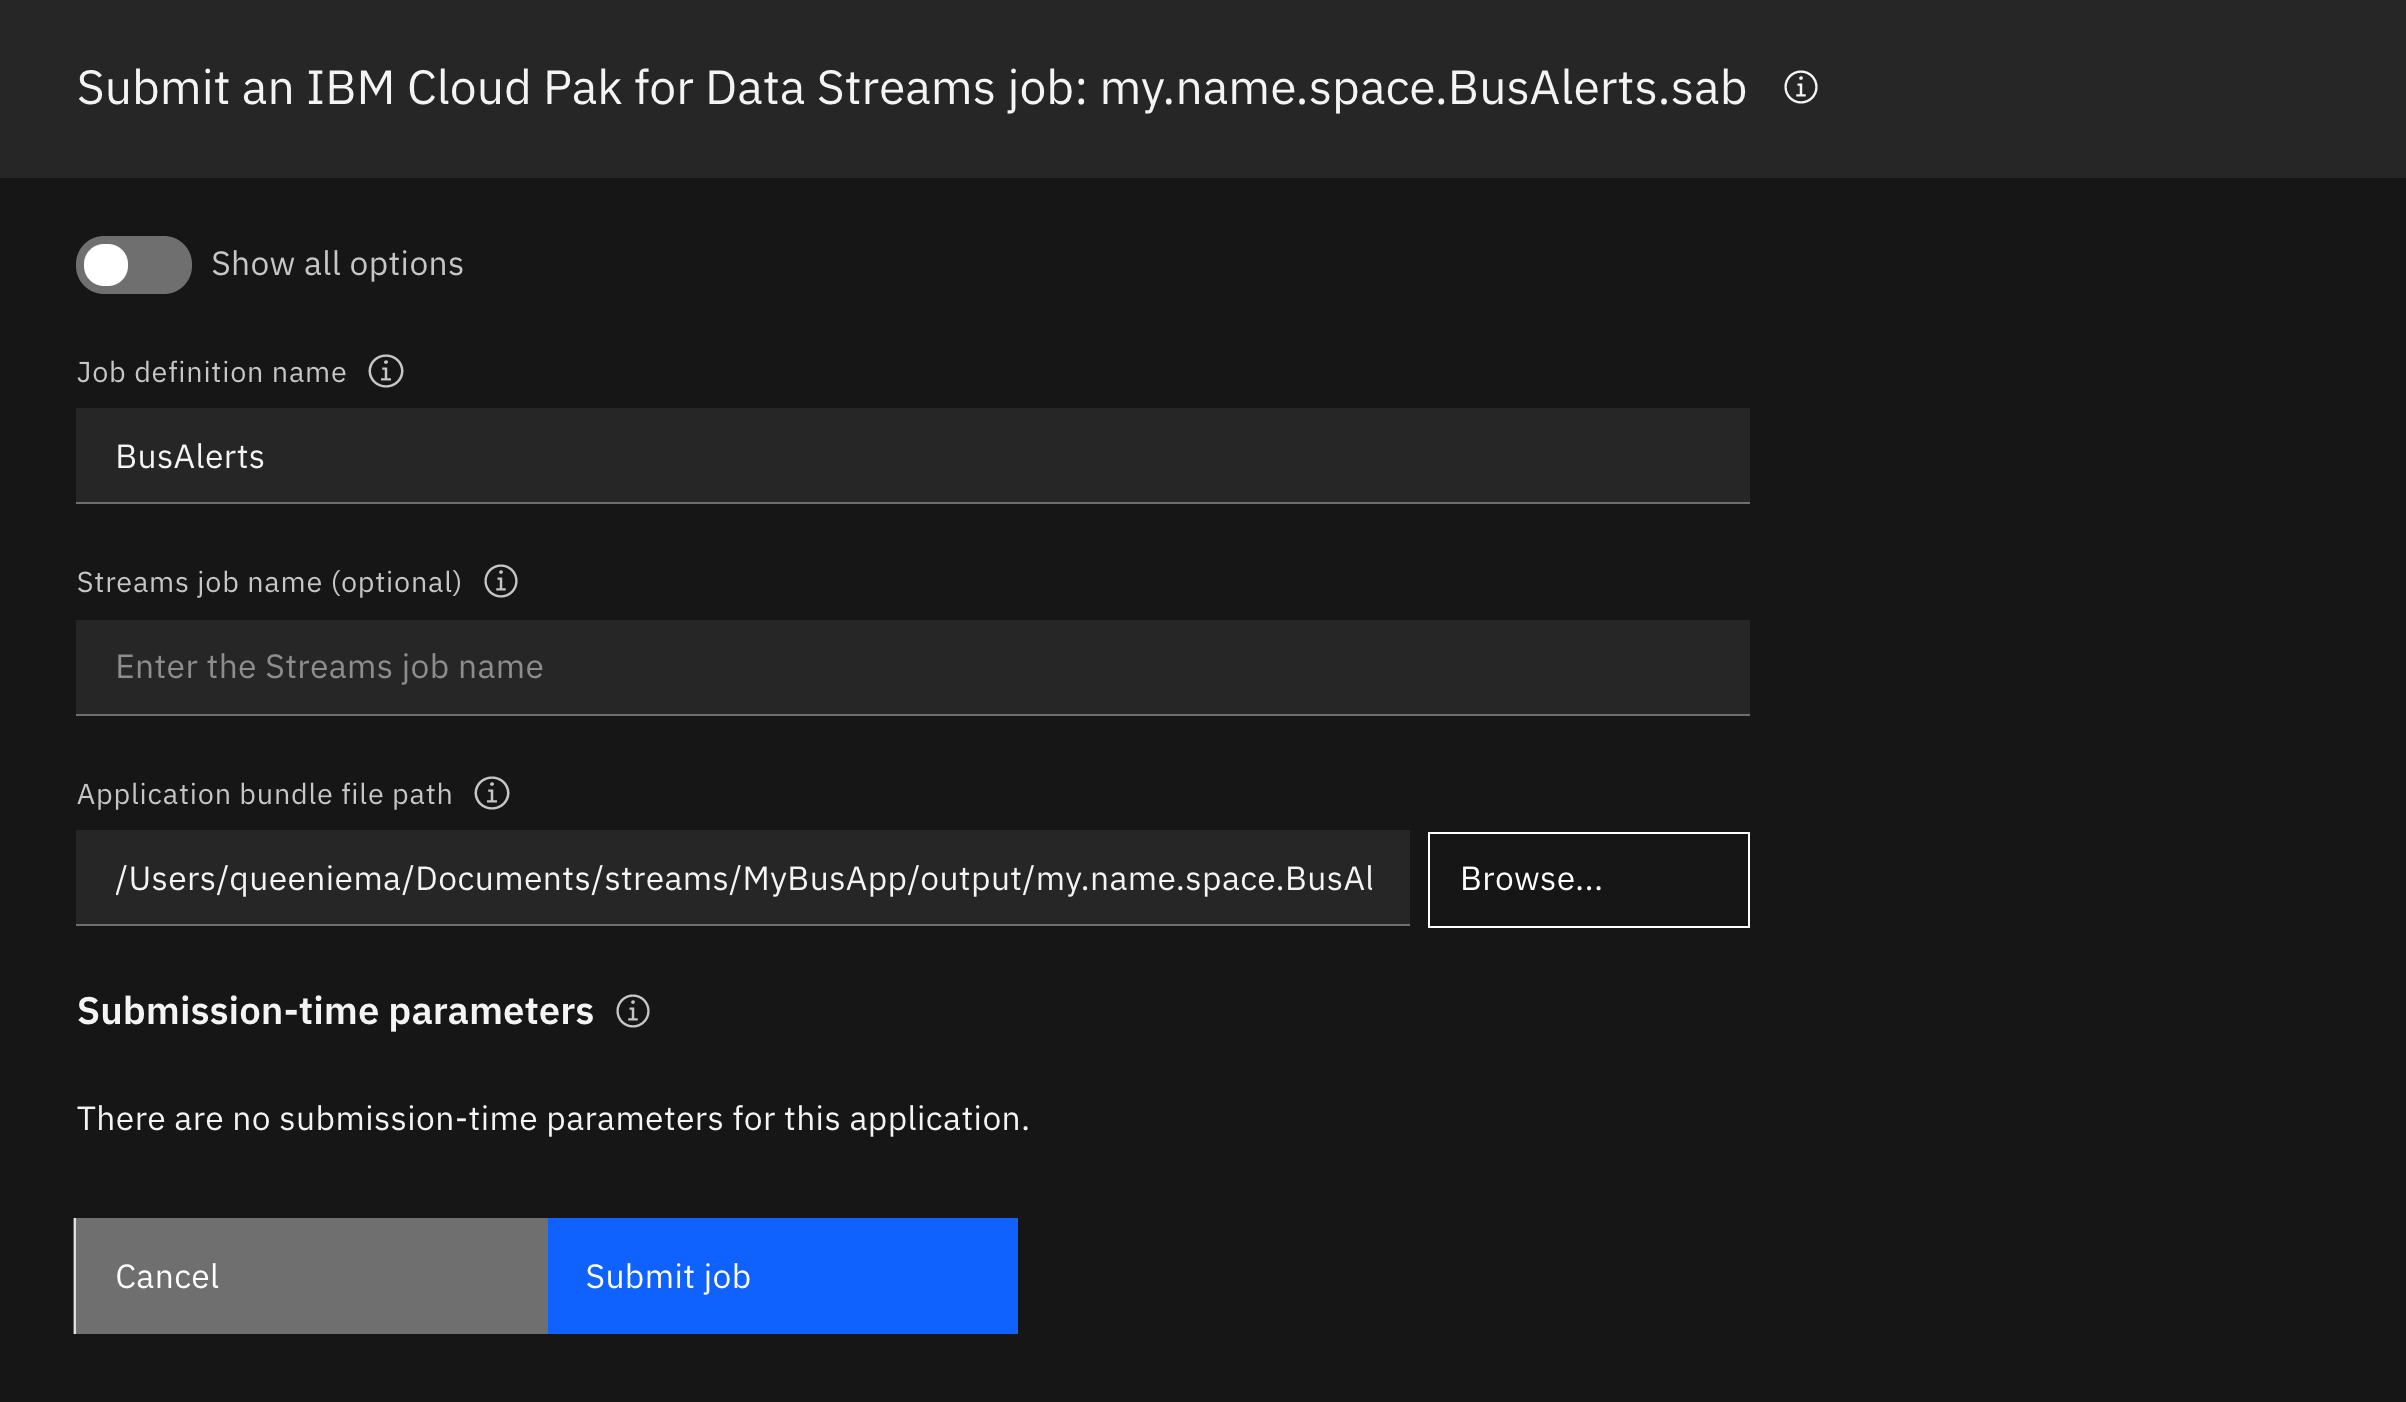 Submit an IBM Cloud Pak for Data Streams job: my.name.space.BusAlerts.sab
Show all options
Job definition name
BusAlerts
Streams job name (optional)
Enter the Streams job name
Application bundle file path
/Users/queeniema/Documents/streams/MyBusApp/output/my.name.space.BusAl
Browse...
Submission-time parameters
There are no submission-time parameters for this application.
Cancel
Submit job